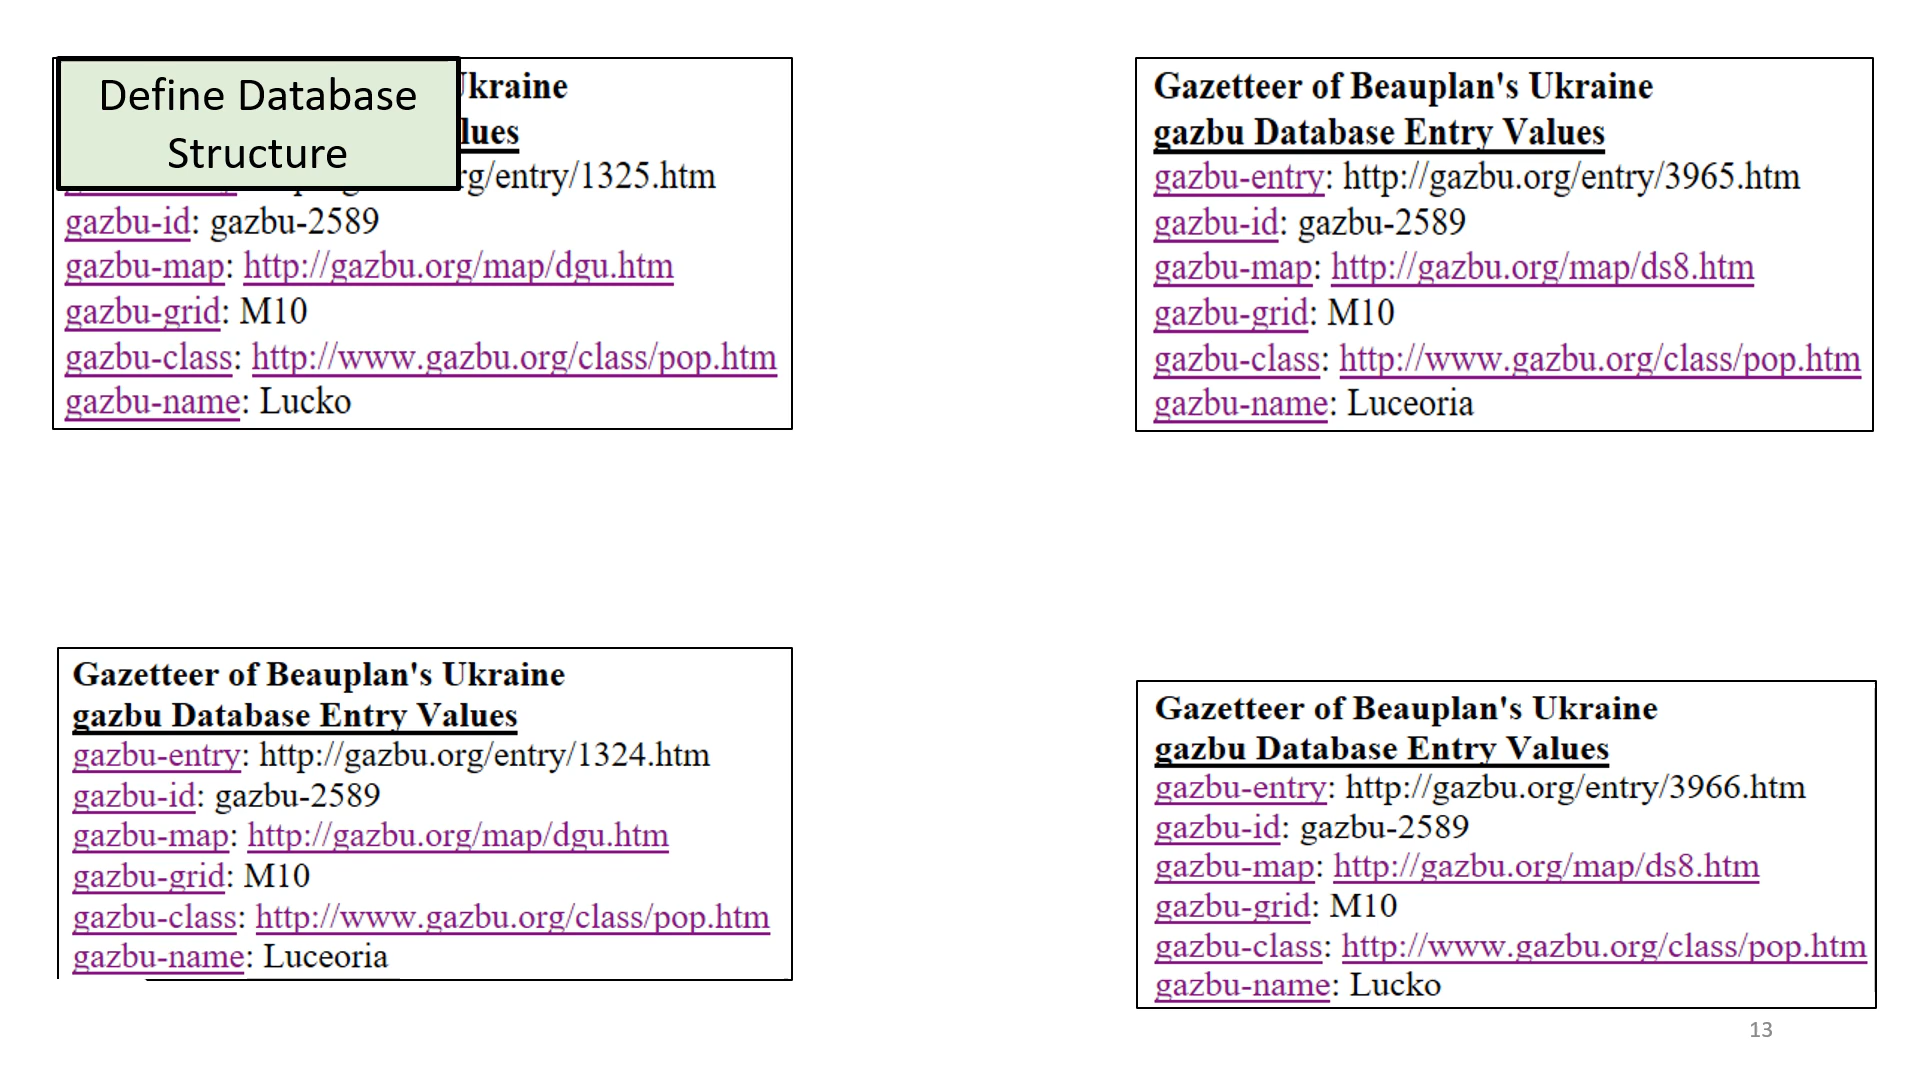 Define Database
Structure
Ukraine
lues
rg/entry/1325.htm
gazbu-id: gazbu-2589
gazbu-map: http://gazbu.org/map/dgu.htm
gazbu-grid: M10
gazbu-class: http://www.gazbu.org/class/pop.htm
gazbu-name: Lucko
Gazetteer of Beauplan's Ukraine
gazbu Database Entry Values
gazbu-entry: http://gazbu.org/entry/3965.htm
gazbu-id: gazbu-2589
gazbu-map: http://gazbu.org/map/ds8.htm
gazbu-grid: M10
gazbu-class: http://www.gazbu.org/class/pop.htm
gazbu-name: Luceoria
Gazetteer of Beauplan's Ukraine
gazbu Database Entry Values
gazbu-entry: http://gazbu.org/entry/1324.htm
gazbu-id: gazbu-2589
gazbu-map: http://gazbu.org/map/dgu.htm
gazbu-grid: M10
gazbu-class: http://www.gazbu.org/class/pop.htm
gazbu-name: Luceoria
Gazetteer of Beauplan's Ukraine
gazbu Database Entry Values
gazbu-entry: http://gazbu.org/entry/3966.htm
gazbu-id: gazbu-2589
gazbu-map: http://gazbu.org/map/ds8.htm
gazbu-grid: M10
gazbu-class: http://www.gazbu.org/class/pop.htm
gazbu-name: Lucko
13